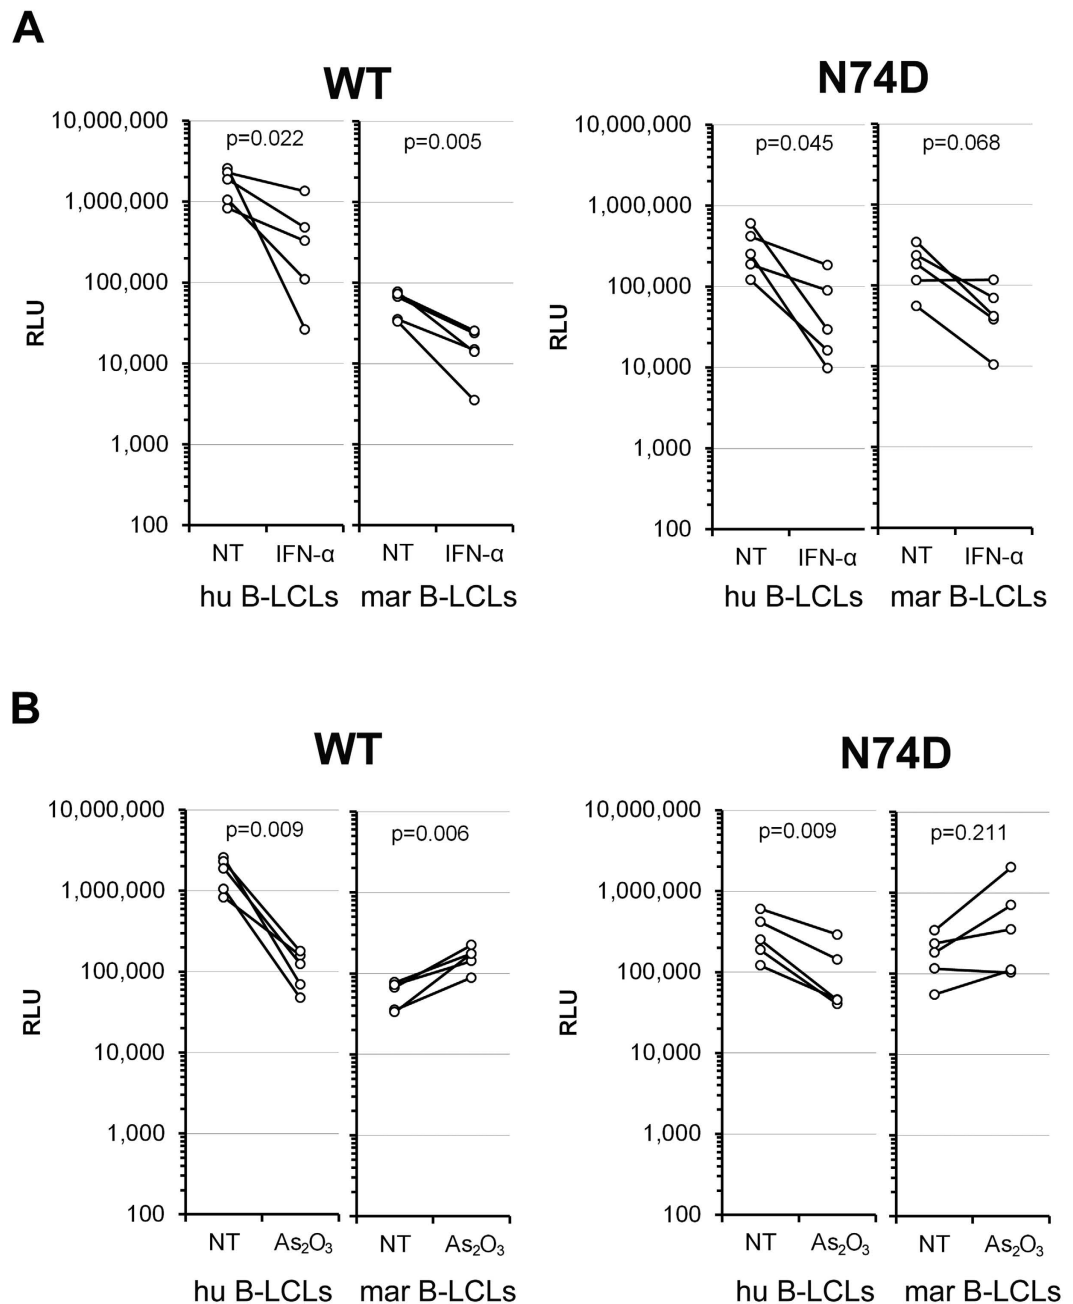 A
WT
N74D
10,000,000
1,000,000
100,000
10,000
1,000
100
RLU
p=0.022
p=0.005
NT
IFN-α
NT
IFN-α
hu B-LCLs
mar B-LCLs
10,000,000
1,000,000
100,000
10,000
1,000
100
RLU
p=0.045
p=0.068
NT
IFN-α
NT
IFN-α
hu B-LCLs
mar B-LCLs
B
WT
N74D
10,000,000
1,000,000
100,000
10,000
1,000
100
RLU
p=0.009
p=0.006
NT
As₂O₃
NT
As₂O₃
hu B-LCLs
mar B-LCLs
10,000,000
1,000,000
100,000
10,000
1,000
100
RLU
p=0.009
p=0.211
NT
As₂O₃
NT
As₂O₃
hu B-LCLs
mar B-LCLs